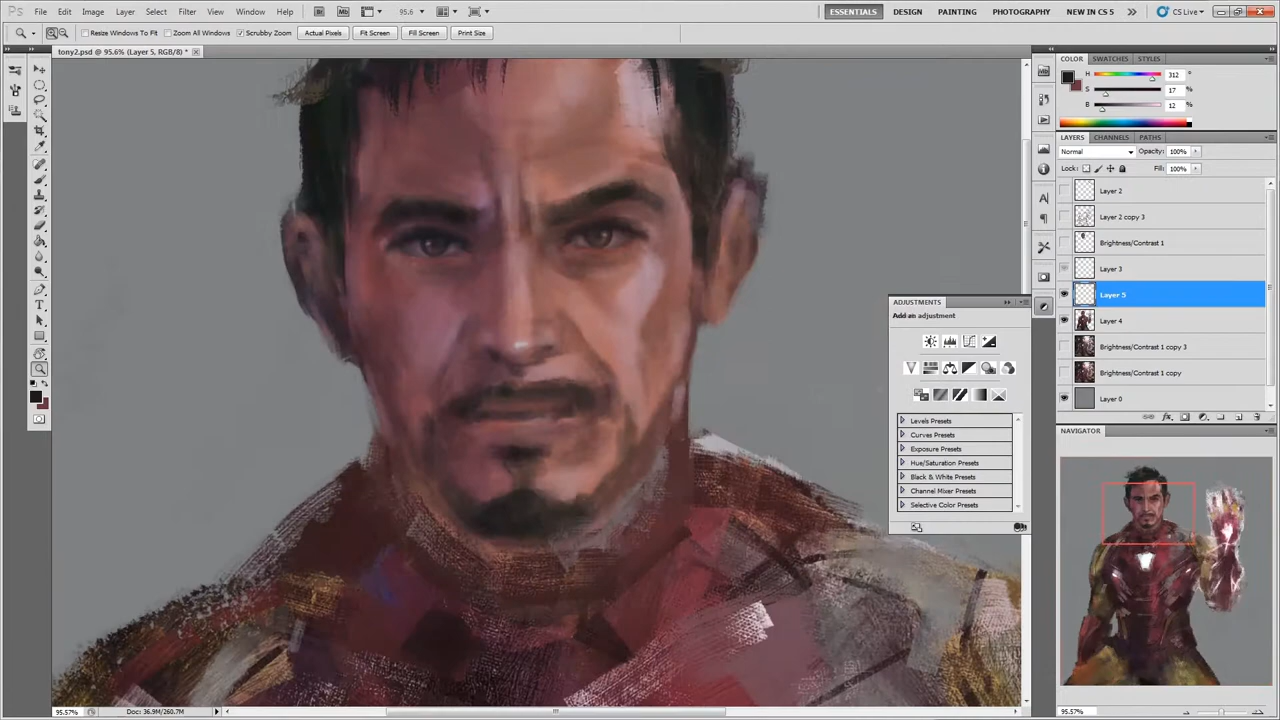 Ps File Edit Image Layer Select Filter Analysis View Window Help 95.6 ESSENTIALS DESIGN PAINTING PHOTOGRAPHY NEW IN CS 5 CS Live
Resize Windows To Fit Zoom All Windows Scrubby Zoom Actual Pixels Fit Screen Fill Screen Print Size
tony2.psd @ 95.6% (Layer 5, RGB/8) *
COLOR SWATCHES STYLES
H 312 °
S 17 %
B 12 %
LAYERS CHANNELS PATHS
Normal Opacity: 100%
Lock: Fill: 100%
Layer 2
Layer 2 copy 3
Brightness/Contrast 1
Layer 3
Layer 5
Layer 4
Brightness/Contrast 1 copy 3
Brightness/Contrast 1 copy
Layer 0
ADJUSTMENTS
Add an adjustment
Levels Presets
Curves Presets
Exposure Presets
Hue/Saturation Presets
Black & White Presets
Channel Mixer Presets
Selective Color Presets
NAVIGATOR
95.57%
95.57% Doc: 36.9M/260.7M